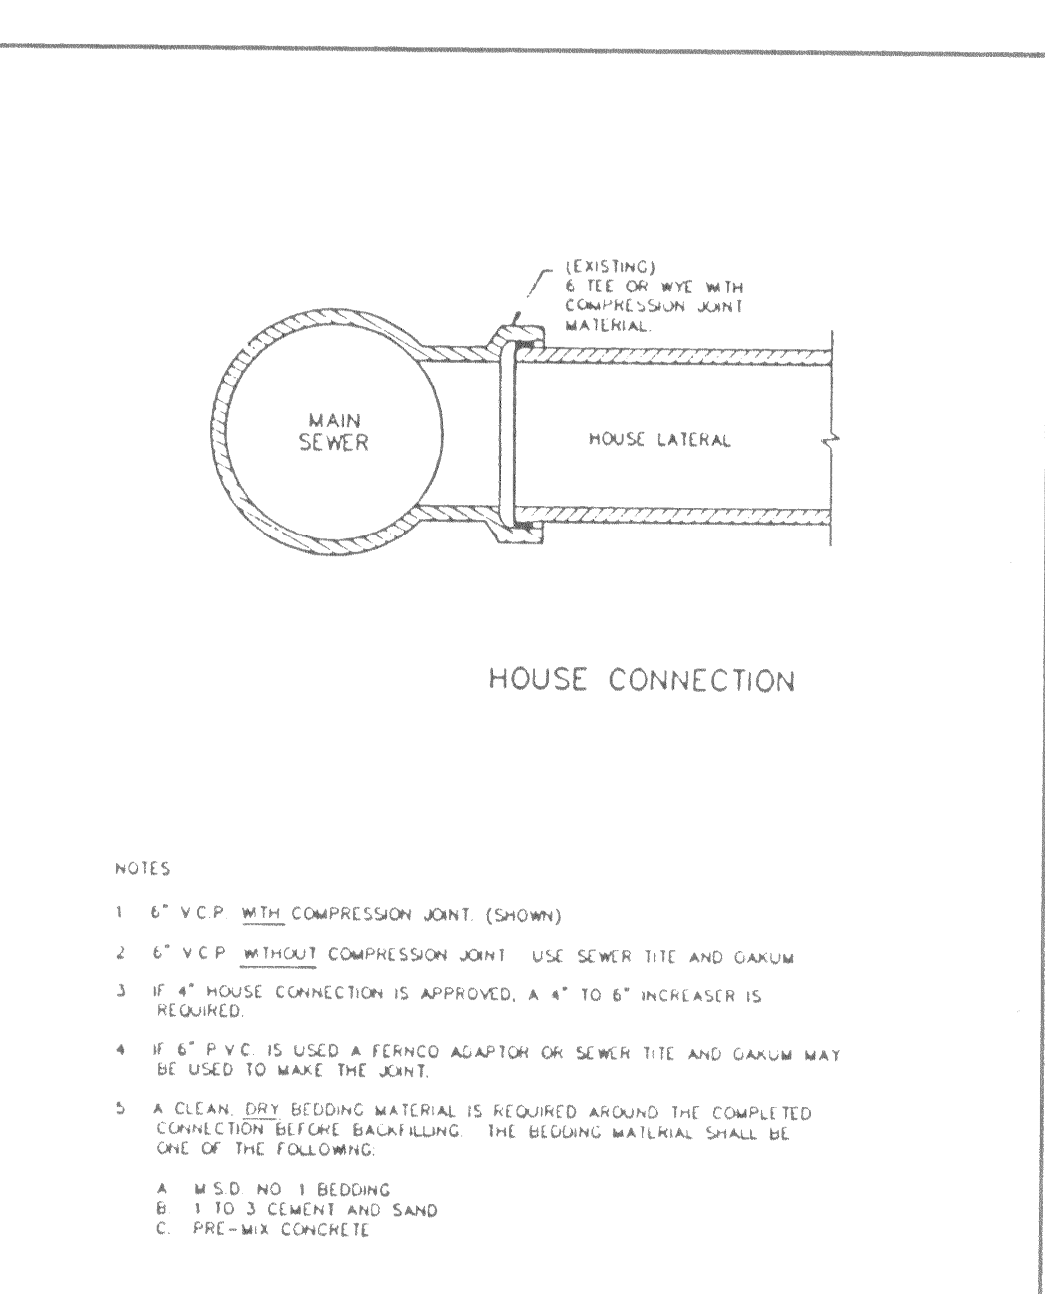 (EXISTING)
6 TEE OR WYE WITH
COMPRESSION JOINT
MATERIAL.
MAIN
SEWER
HOUSE LATERAL
HOUSE CONNECTION
NOTES
1 6" V.C.P. WITH COMPRESSION JOINT. (SHOWN)
2 6" V C P WITHOUT COMPRESSION JOINT USE SEWER TITE AND OAKUM
3 IF 4" HOUSE CONNECTION IS APPROVED, A 4" TO 6" INCREASER IS
REQUIRED.
4 IF 6" P V C. IS USED A FERNCO ADAPTOR OR SEWER TITE AND OAKUM MAY
BE USED TO MAKE THE JOINT.
5 A CLEAN, DRY BEDDING MATERIAL IS REQUIRED AROUND THE COMPLETED
CONNECTION BEFORE BACKFILLING. THE BEDDING MATERIAL SHALL BE
ONE OF THE FOLLOWING:
A M.S.D. NO 1 BEDDING
B. 1 TO 3 CEMENT AND SAND
C. PRE-MIX CONCRETE